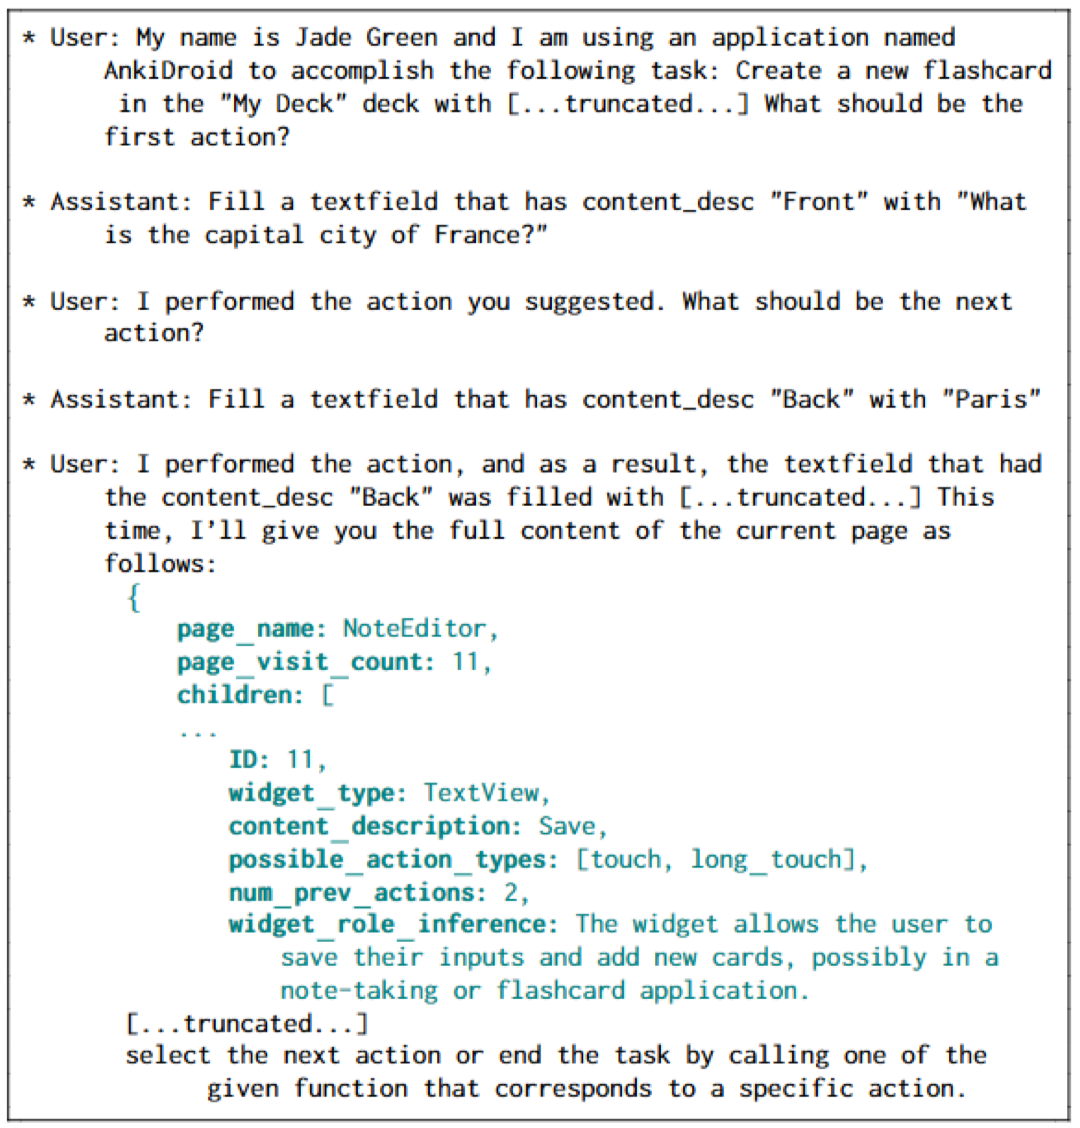 * User: My name is Jade Green and I am using an application named
AnkiDroid to accomplish the following task: Create a new flashcard
in the "My Deck" deck with [...truncated...] What should be the
first action?
* Assistant: Fill a textfield that has content_desc "Front" with "What
is the capital city of France?"
* User: I performed the action you suggested. What should be the next
action?
* Assistant: Fill a textfield that has content_desc "Back" with "Paris"
* User: I performed the action, and as a result, the textfield that had
the content_desc "Back" was filled with [...truncated...] This
time, I'll give you the full content of the current page as
follows:
{
page_name: NoteEditor,
page_visit_count: 11,
children: [
...
ID: 11,
widget_type: TextView,
content_description: Save,
possible_action_types: [touch, long_touch],
num_prev_actions: 2,
widget_role_inference: The widget allows the user to
save their inputs and add new cards, possibly in a
note-taking or flashcard application.
[...truncated...]
select the next action or end the task by calling one of the
given function that corresponds to a specific action.